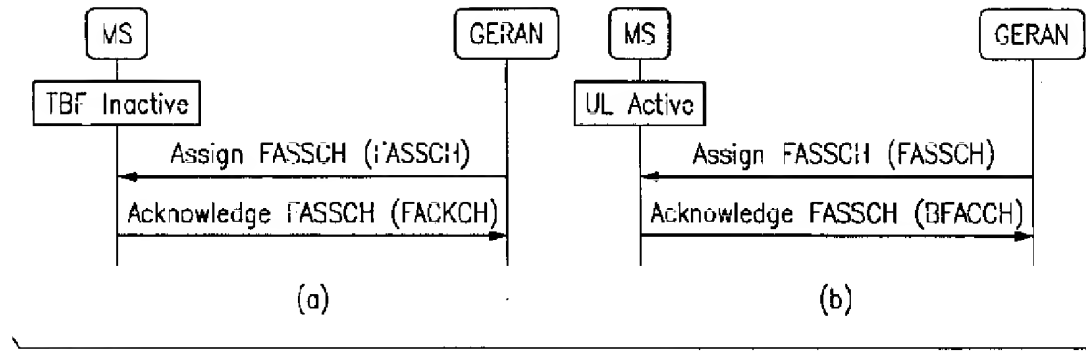 MS GERAN MS GERAN
TBF Inactive UL Active
Assign FASSCH (FASSCH) Assign FASSCH (FASSCH)
Acknowledge FASSCH (FACKCH) Acknowledge FASSCH (BFACCH)
(a) (b)